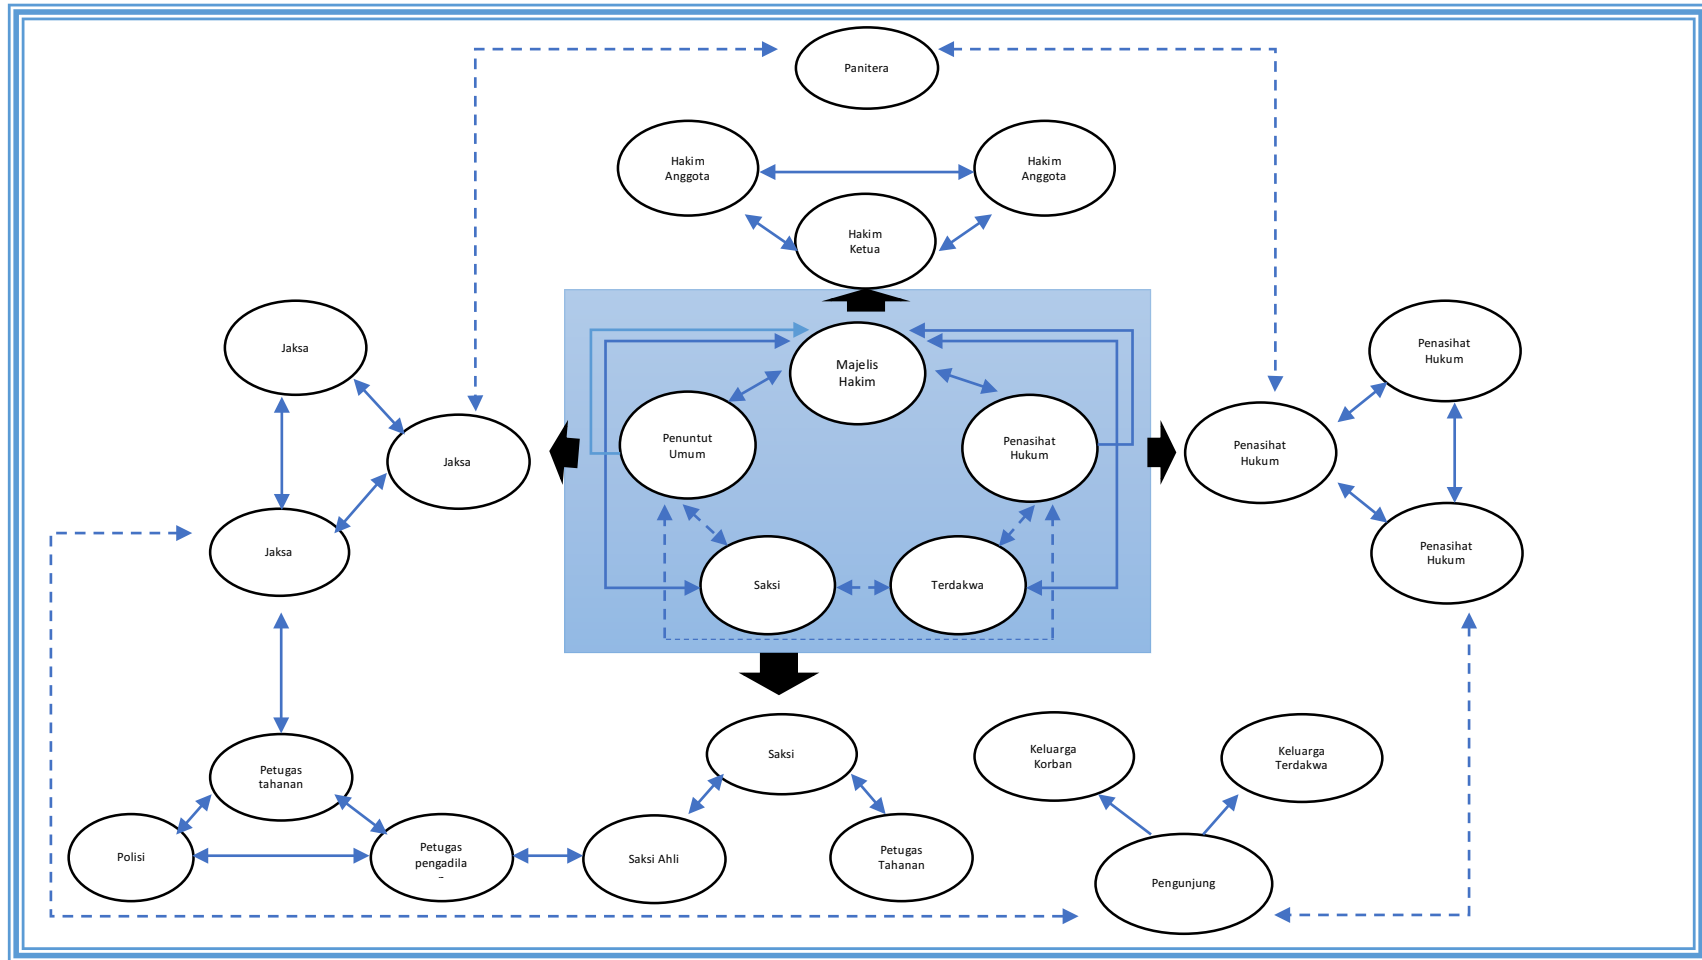 Panitera
Hakim
Anggota
Hakim
Anggota
Hakim
Ketua
Jaksa
Jaksa
Jaksa
Majelis
Hakim
Penuntut
Umum
Penasihat
Hukum
Saksi
Terdakwa
Penasihat
Hukum
Penasihat
Hukum
Penasihat
Hukum
Petugas
tahanan
Polisi
Petugas
pengadila
Saksi
Saksi Ahli
Petugas
Tahanan
Keluarga
Korban
Keluarga
Terdakwa
Pengunjung